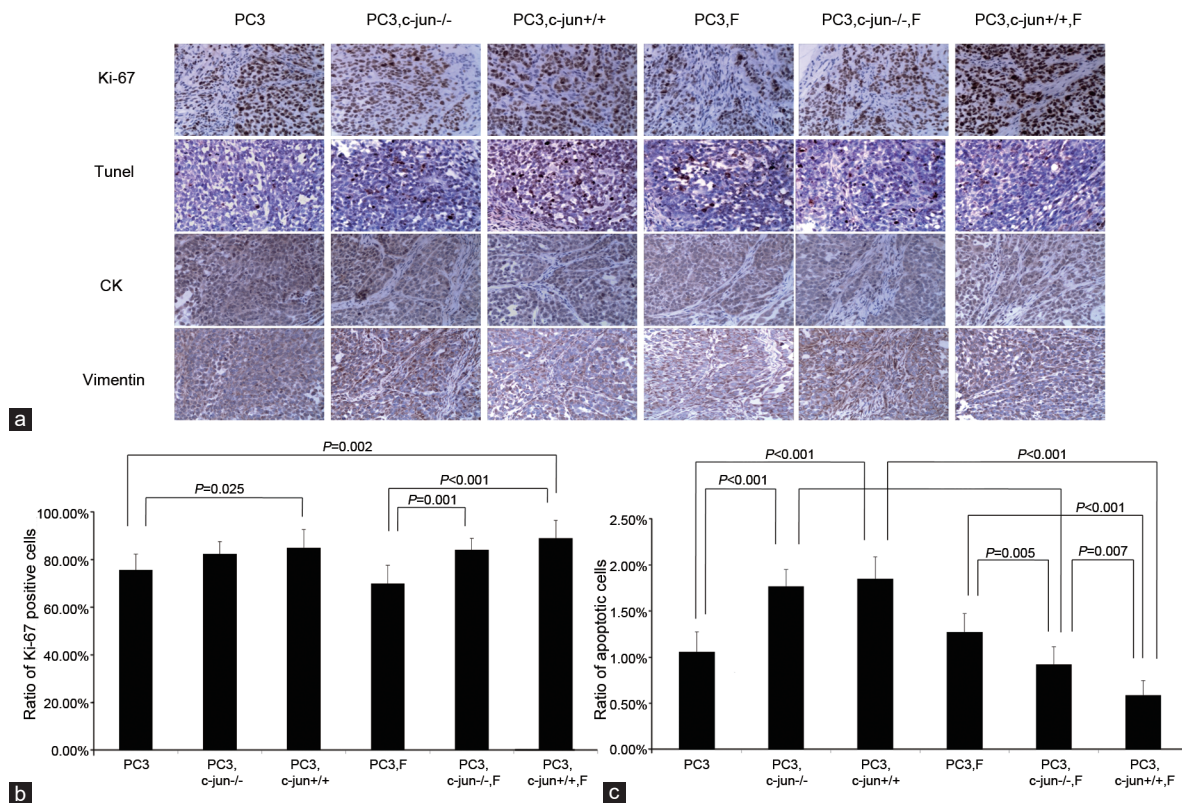 PC3 PC3,c-jun-/- PC3,c-jun+/+ PC3,F PC3,c-jun-/-,F PC3,c-jun+/+,F
Ki-67
Tunel
CK
Vimentin
a
P=0.002
P=0.025
P<0.001
P=0.001
100.00%
80.00%
60.00%
40.00%
20.00%
0.00%
Ratio of Ki-67 positive cells
PC3 PC3, PC3, PC3,F PC3, PC3,
c-jun-/- c-jun+/+ c-jun-/-,F c-jun+/+,F
b
P<0.001 P<0.001
P<0.001
P<0.001
P=0.005 P=0.007
2.50%
2.00%
1.50%
1.00%
0.50%
0.00%
Ratio of apoptotic cells
PC3 PC3, PC3, PC3,F PC3, PC3,
c-jun-/- c-jun+/+ c-jun-/-,F c-jun+/+,F
c